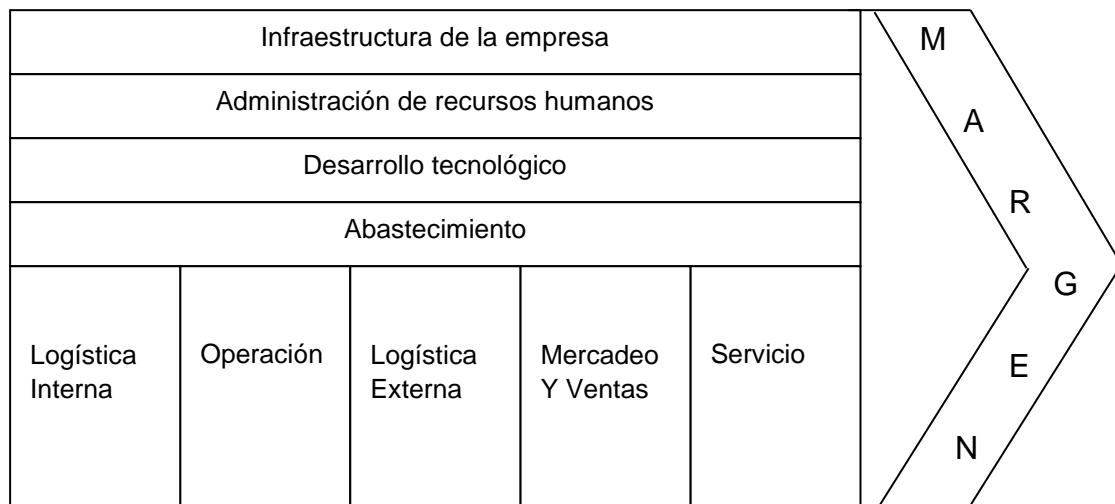 Infraestructura de la empresa
Administración de recursos humanos
Desarrollo tecnológico
Abastecimiento
Logística
Interna
Operación
Logística
Externa
Mercadeo
Y Ventas
Servicio
M
A
R
G
E
N